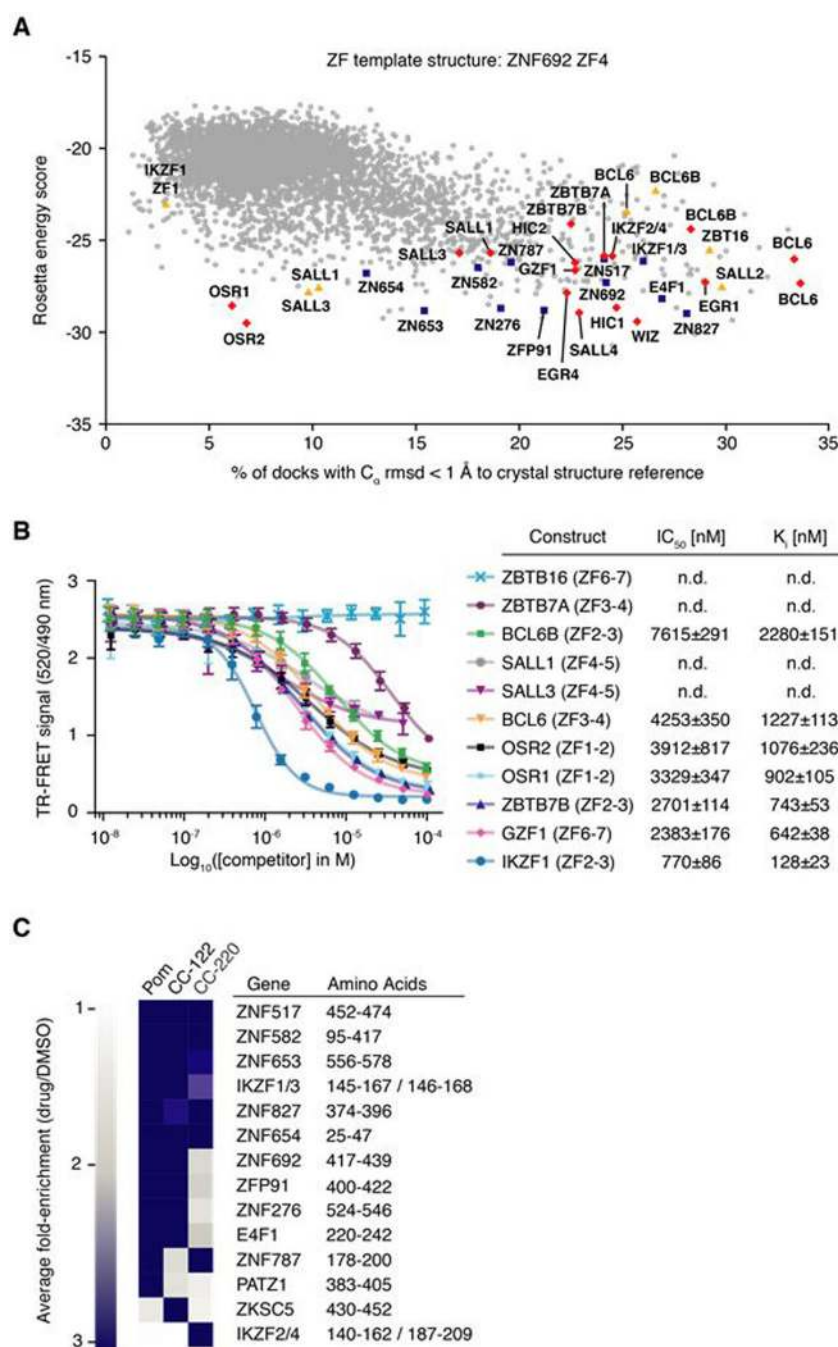 A
ZF template structure: ZNF692 ZF4
Rosetta energy score
-15
-20
-25
-30
-35
0 5 10 15 20 25 30 35
% of docks with Cα rmsd < 1 Å to crystal structure reference
IKZF1
ZF1
BCL6
BCL6B
ZBTB7A
ZBTB7B
IKZF2/4
BCL6B
SALL1
HIC2
ZBT16
SALL3
ZN787
IKZF1/3
BCL6
GZF1
ZN517
SALL1
ZN582
SALL2
ZN654
ZN692
E4F1
EGR1
BCL6
OSR1
SALL3
OSR2
ZN653
ZN276
ZFP91
SALL4
HIC1
WIZ
ZN827
EGR4
B
TR-FRET signal (520/490 nm)
3
2
1
0
10⁻⁸ 10⁻⁷ 10⁻⁶ 10⁻⁵ 10⁻⁴
Log₁₀([competitor] in M)
Construct IC₅₀ [nM] Kᵢ [nM]
ZBTB16 (ZF6-7) n.d. n.d.
ZBTB7A (ZF3-4) n.d. n.d.
BCL6B (ZF2-3) 7615±291 2280±151
SALL1 (ZF4-5) n.d. n.d.
SALL3 (ZF4-5) n.d. n.d.
BCL6 (ZF3-4) 4253±350 1227±113
OSR2 (ZF1-2) 3912±817 1076±236
OSR1 (ZF1-2) 3329±347 902±105
ZBTB7B (ZF2-3) 2701±114 743±53
GZF1 (ZF6-7) 2383±176 642±38
IKZF1 (ZF2-3) 770±86 128±23
C
Average fold-enrichment (drug/DMSO)
1
2
3
Pom CC-122 CC-220
Gene Amino Acids
ZNF517 452-474
ZNF582 95-417
ZNF653 556-578
IKZF1/3 145-167 / 146-168
ZNF827 374-396
ZNF654 25-47
ZNF692 417-439
ZFP91 400-422
ZNF276 524-546
E4F1 220-242
ZNF787 178-200
PATZ1 383-405
ZKSC5 430-452
IKZF2/4 140-162 / 187-209